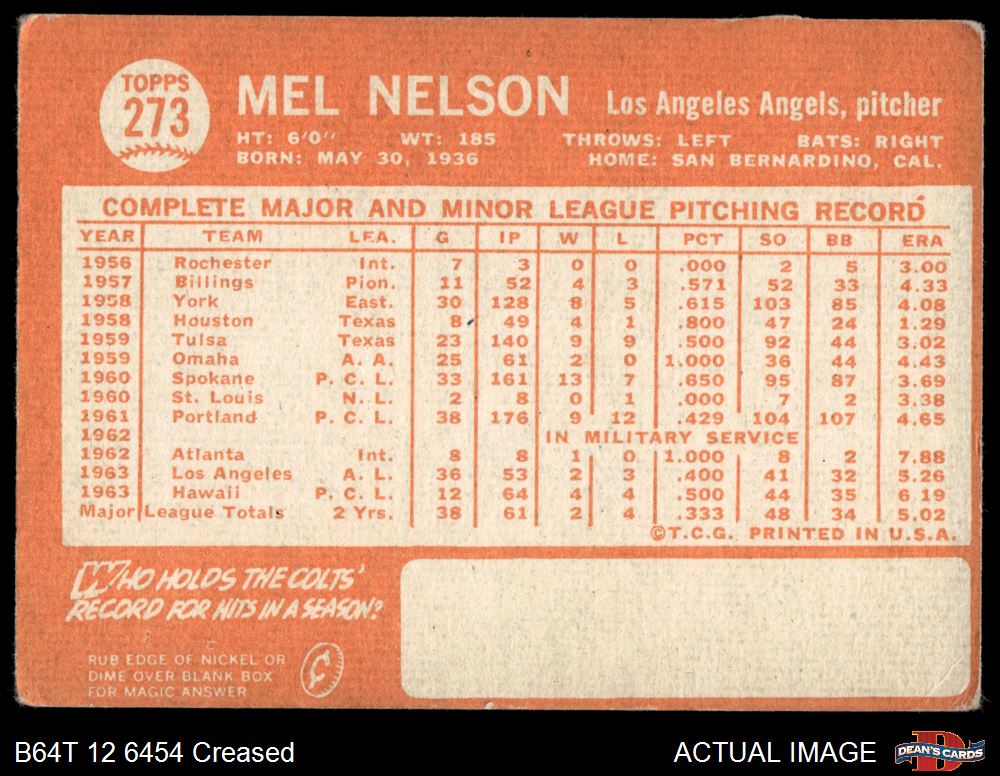 TOPPS
273
MEL NELSON Los Angeles Angels, pitcher
HT: 6'0" WT: 185 THROWS: LEFT BATS: RIGHT
BORN: MAY 30, 1936 HOME: SAN BERNARDINO, CAL.
COMPLETE MAJOR AND MINOR LEAGUE PITCHING RECORD
YEAR TEAM LEA. G IP W L PCT SO BB ERA
1956 Rochester Int. 7 3 0 0 .000 2 5 3.00
1957 Billings Pion. 11 52 4 3 .571 52 33 4.33
1958 York East. 30 128 8 5 .615 103 85 4.08
1958 Houston Texas 8 49 4 1 .800 47 24 1.29
1959 Tulsa Texas 23 140 9 9 .500 92 44 3.02
1959 Omaha A. A. 25 61 2 0 1.000 36 44 4.43
1960 Spokane P. C. L. 33 161 13 7 .650 95 87 3.69
1960 St. Louis N. L. 2 8 0 1 .000 7 2 3.38
1961 Portland P. C. L. 38 176 9 12 .429 104 107 4.65
1962 IN MILITARY SERVICE
1962 Atlanta Int. 8 8 1 0 1.000 8 2 7.88
1963 Los Angeles A. L. 36 53 2 3 .400 41 32 5.26
1963 Hawaii P. C. L. 12 64 4 4 .500 44 35 6.19
Major League Totals 2 Yrs. 38 61 2 4 .333 48 34 5.02
©T.C.G. PRINTED IN U.S.A.
WHO HOLDS THE COLTS'
RECORD FOR HITS IN A SEASON?
RUB EDGE OF NICKEL OR
DIME OVER BLANK BOX
FOR MAGIC ANSWER
¢
B64T 12 6454 Creased ACTUAL IMAGE DEAN'S CARDS